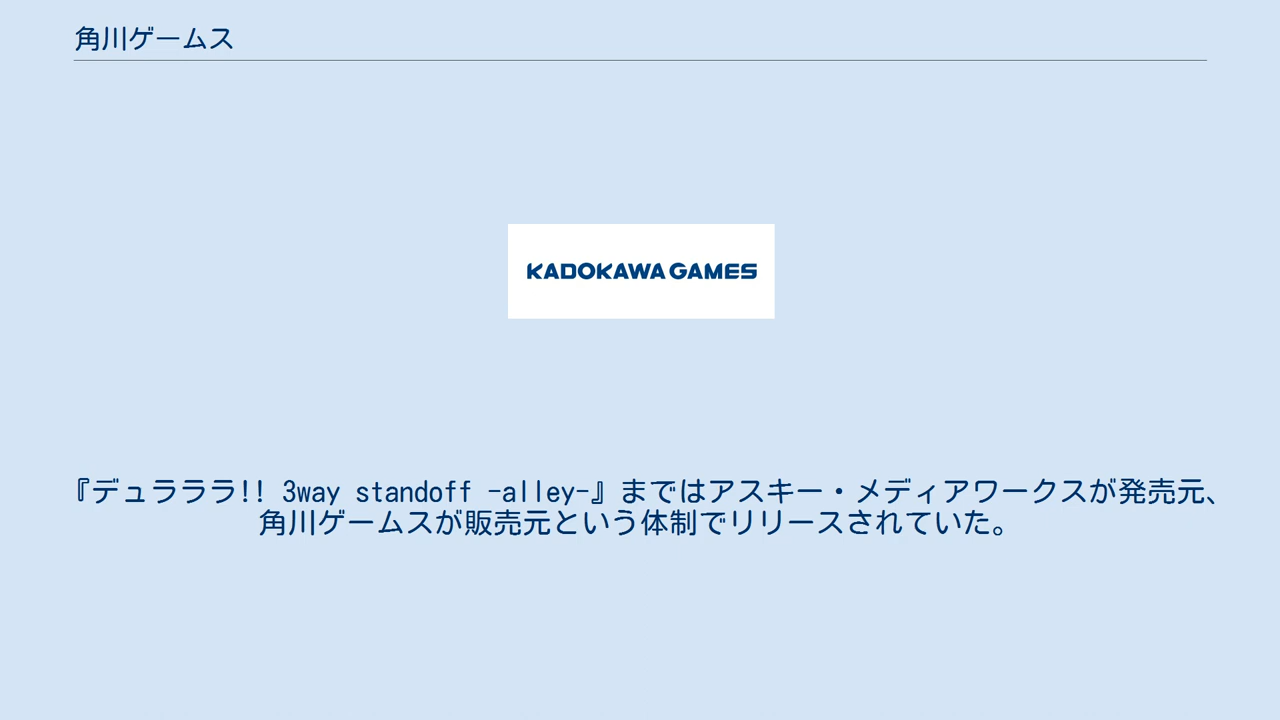 角川ゲームス
KADOKAWA GAMES
『デュラララ!! 3way standoff -alley-』まではアスキー・メディアワークスが発売元、
角川ゲームスが販売元という体制でリリースされていた。